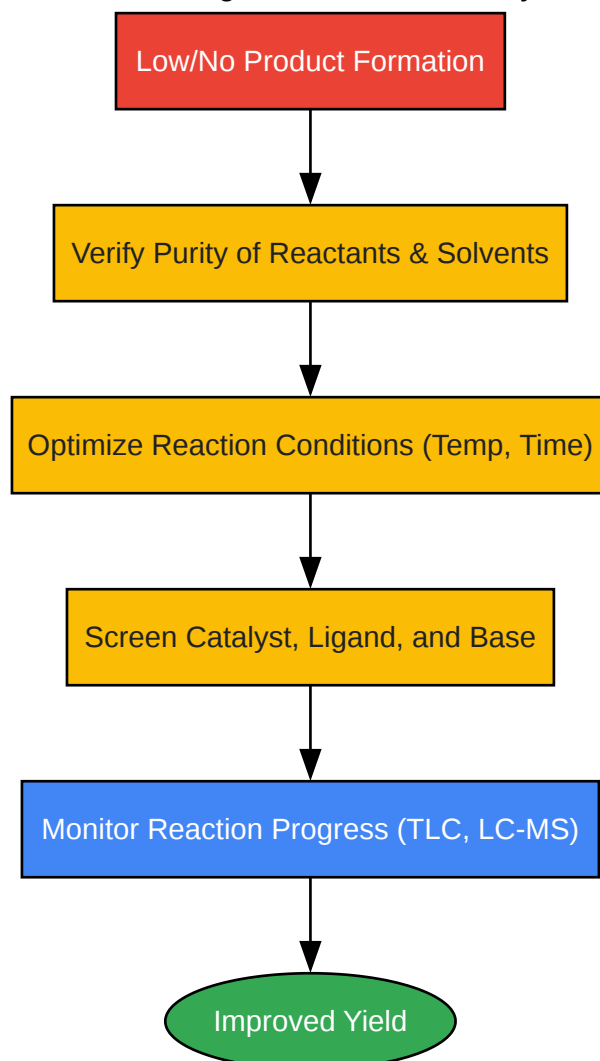 Low/No Product Formation
Verify Purity of Reactants & Solvents
Optimize Reaction Conditions (Temp, Time)
Screen Catalyst, Ligand, and Base
Monitor Reaction Progress (TLC, LC-MS)
Improved Yield